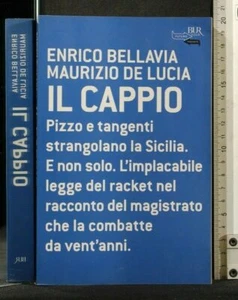 ENRICO BELLAVIA
MAURIZIO DE LUCIA
IL CAPPIO
BUR
ENRICO BELLAVIA
MAURIZIO DE LUCIA
IL CAPPIO
Pizzo e tangenti
strangolano la Sicilia.
E non solo. L'implacabile
legge del racket nel
racconto del magistrato
che la combatte
da vent'anni.